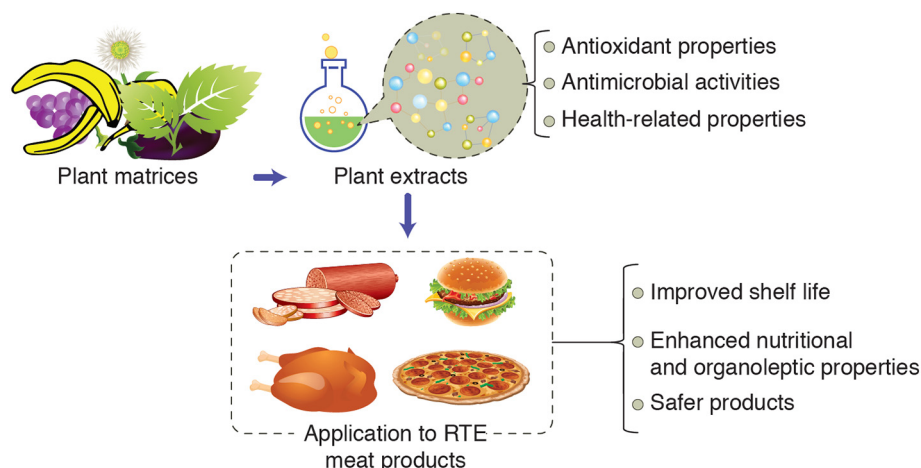 Antioxidant properties
Antimicrobial activities
Health-related properties
Plant matrices
Plant extracts
Improved shelf life
Enhanced nutritional
and organoleptic properties
Safer products
Application to RTE
meat products